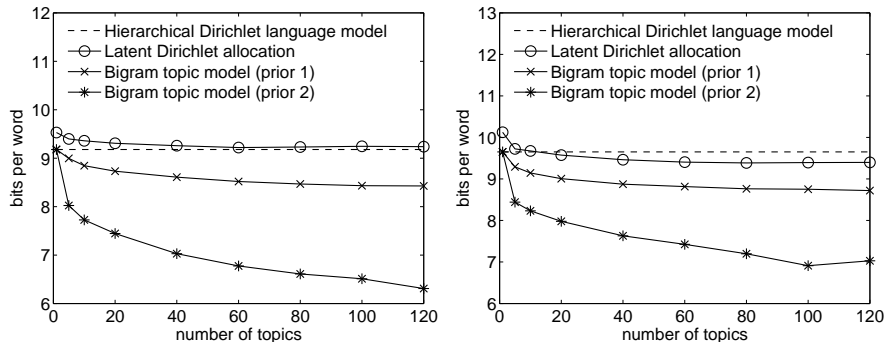 12
11
10
9
8
7
6
bits per word
Hierarchical Dirichlet language model
Latent Dirichlet allocation
Bigram topic model (prior 1)
Bigram topic model (prior 2)
0 20 40 60 80 100 120
number of topics
13
12
11
10
9
8
7
6
bits per word
Hierarchical Dirichlet language model
Latent Dirichlet allocation
Bigram topic model (prior 1)
Bigram topic model (prior 2)
0 20 40 60 80 100 120
number of topics